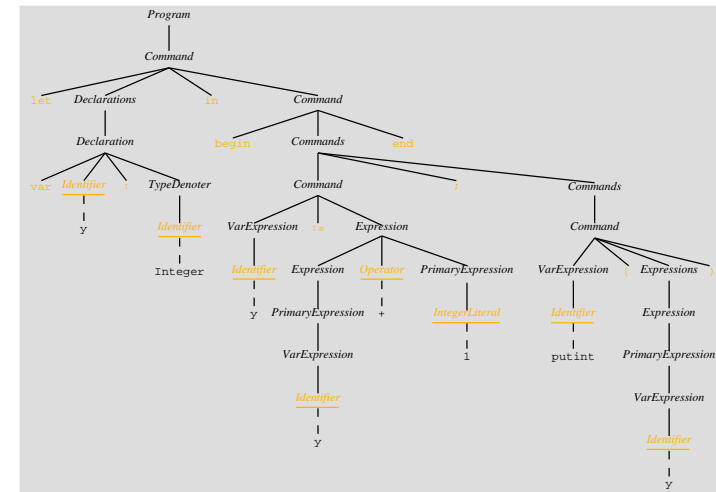 Program
Command
let Declarations in Command
Declaration begin Commands end
var Identifier : TypeDenoter Command ; Commands
y Identifier VarExpression := Expression Command
Integer Identifier Expression Operator PrimaryExpression VarExpression ( Expressions )
y PrimaryExpression + IntegerLiteral Identifier Expression
VarExpression 1 putint PrimaryExpression
Identifier VarExpression
y Identifier
y